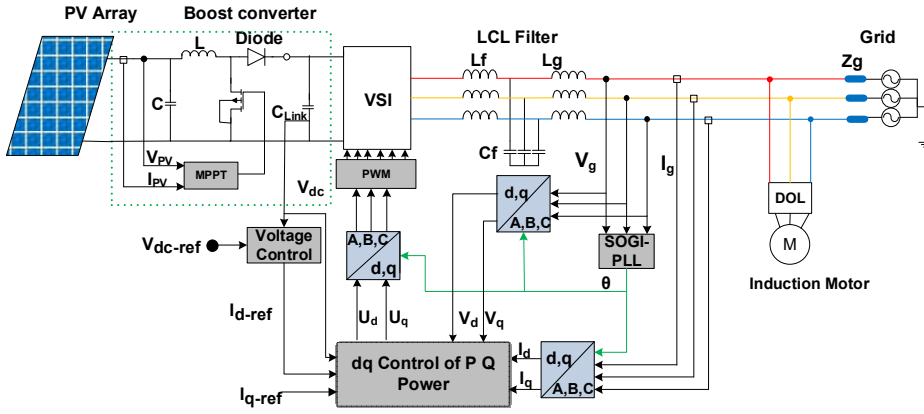 PV Array
Boost converter
LCL Filter
Grid
L
Diode
Lf
Lg
Zg
C
CLink
VSI
Cf
Vg
Ig
VPV
IPV
MPPT
Vdc
PWM
d,q
A,B,C
DOL
M
Induction Motor
Vdc-ref
Voltage Control
A,B,C
d,q
SOGI-
PLL
θ
Id-ref
Ud
Uq
Vd
Vq
dq Control of P Q
Power
Id
Iq
d,q
A,B,C
Iq-ref